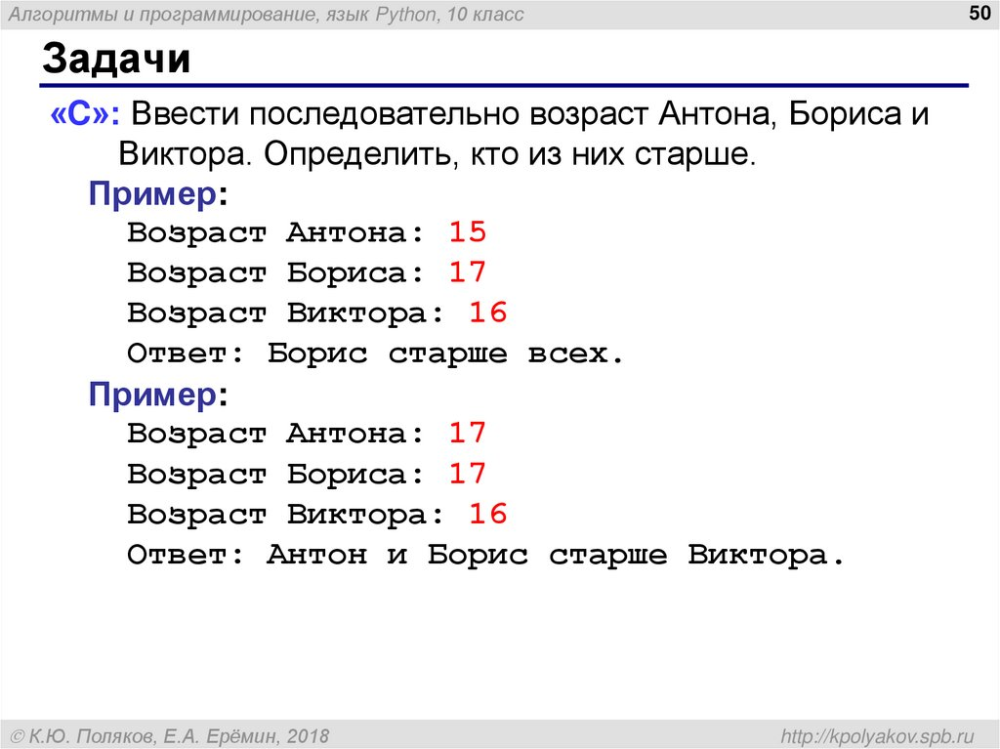 Алгоритмы и программирование, язык Python, 10 класс
50
Задачи
«C»: Ввести последовательно возраст Антона, Бориса и
Виктора. Определить, кто из них старше.
Пример:
Возраст Антона: 15
Возраст Бориса: 17
Возраст Виктора: 16
Ответ: Борис старше всех.
Пример:
Возраст Антона: 17
Возраст Бориса: 17
Возраст Виктора: 16
Ответ: Антон и Борис старше Виктора.
© К.Ю. Поляков, Е.А. Ерёмин, 2018
http://kpolyakov.spb.ru